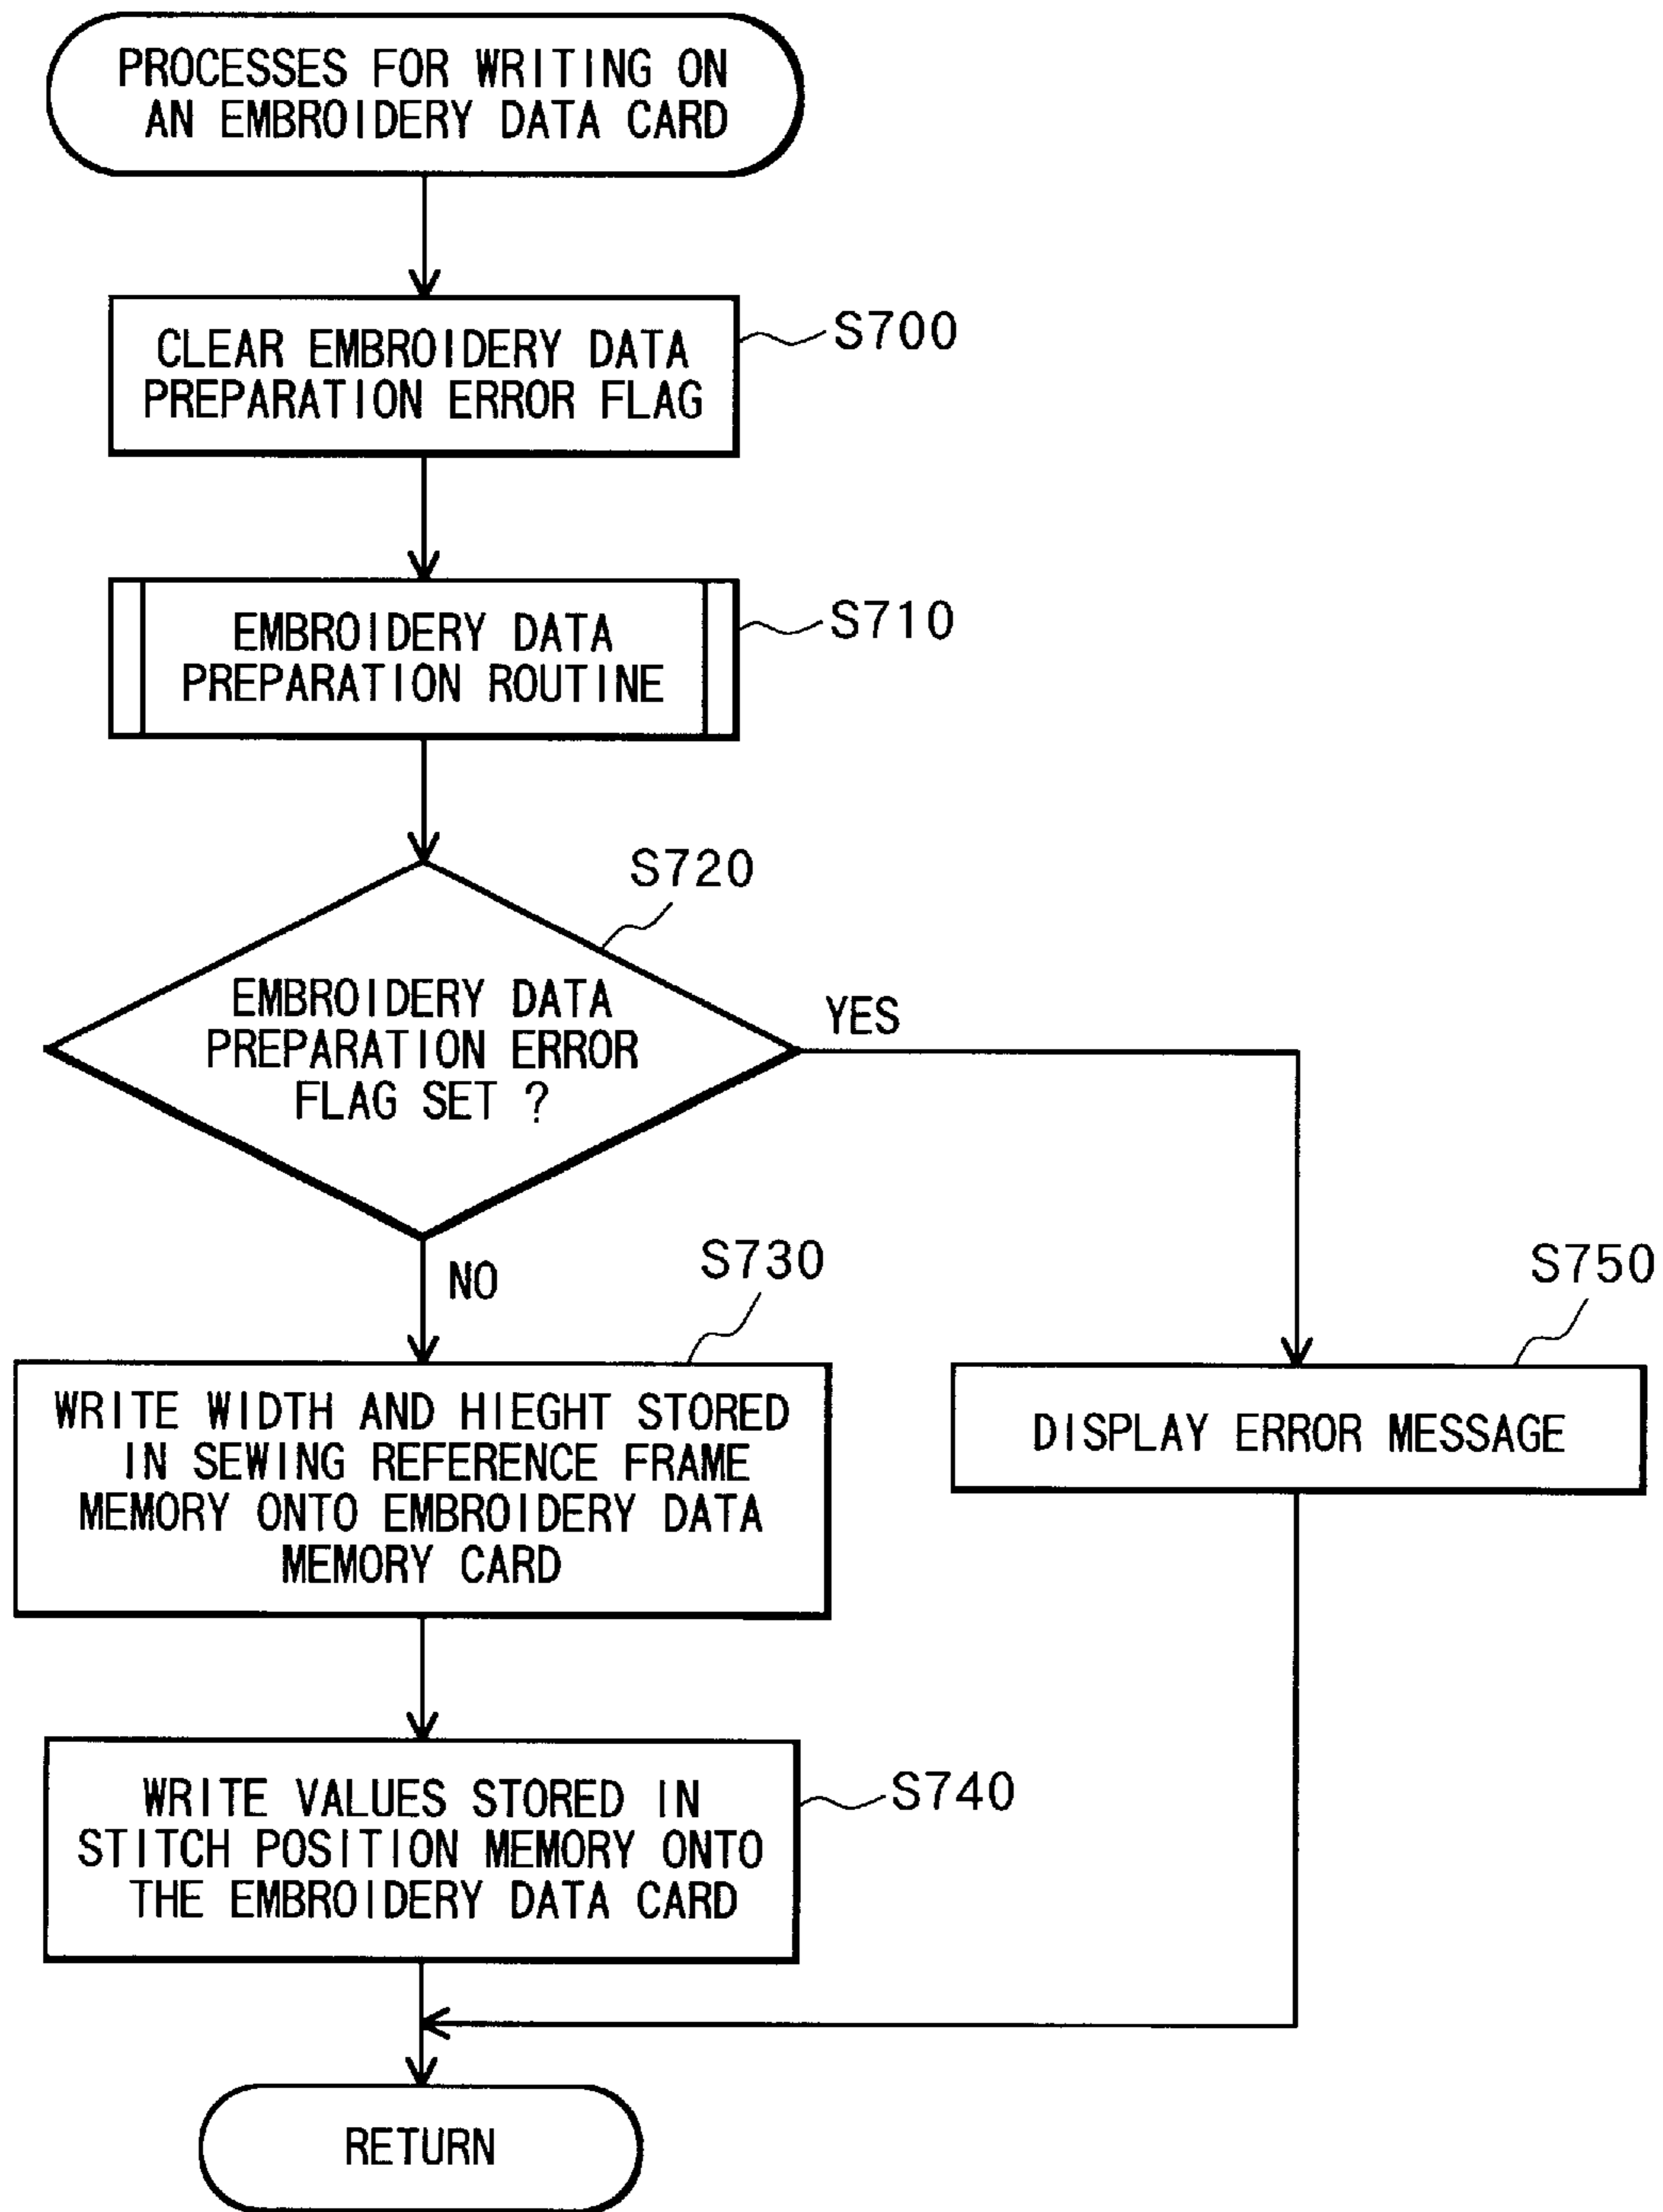 PROCESSES FOR WRITING ON
AN EMBROIDERY DATA CARD
CLEAR EMBROIDERY DATA
PREPARATION ERROR FLAG
S700
EMBROIDERY DATA
PREPARATION ROUTINE
S710
S720
EMBROIDERY DATA
PREPARATION ERROR
FLAG SET ?
YES
NO
S730
WRITE WIDTH AND HIEGHT STORED
IN SEWING REFERENCE FRAME
MEMORY ONTO EMBROIDERY DATA
MEMORY CARD
S750
DISPLAY ERROR MESSAGE
WRITE VALUES STORED IN
STITCH POSITION MEMORY ONTO
THE EMBROIDERY DATA CARD
S740
RETURN